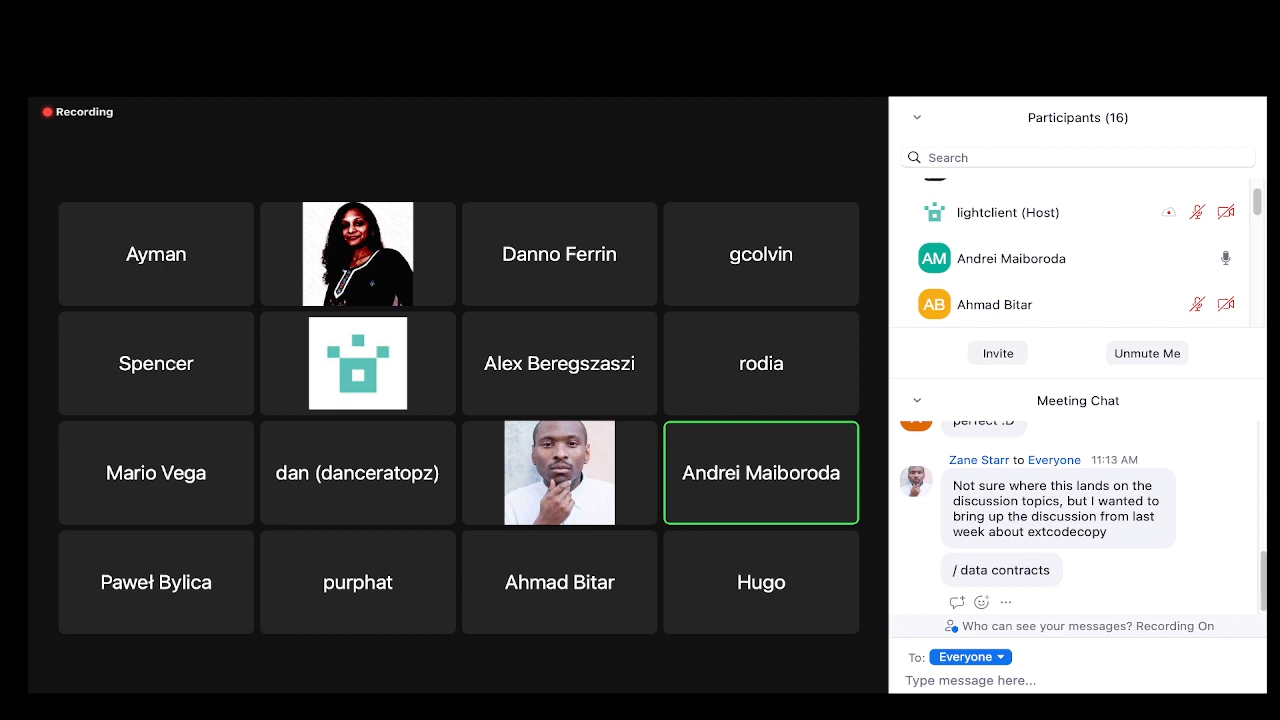 Recording
Ayman
Danno Ferrin
gcolvin
Spencer
Alex Beregszaszi
rodia
Mario Vega
dan (danceratopz)
Andrei Maiboroda
Paweł Bylica
purphat
Ahmad Bitar
Hugo
Participants (16)
Search
lightclient (Host)
AM Andrei Maiboroda
AB Ahmad Bitar
Invite
Unmute Me
Meeting Chat
perfect :D
Zane Starr to Everyone 11:13 AM
Not sure where this lands on the
discussion topics, but I wanted to
bring up the discussion from last
week about extcodecopy
/ data contracts
Who can see your messages? Recording On
To: Everyone
Type message here...